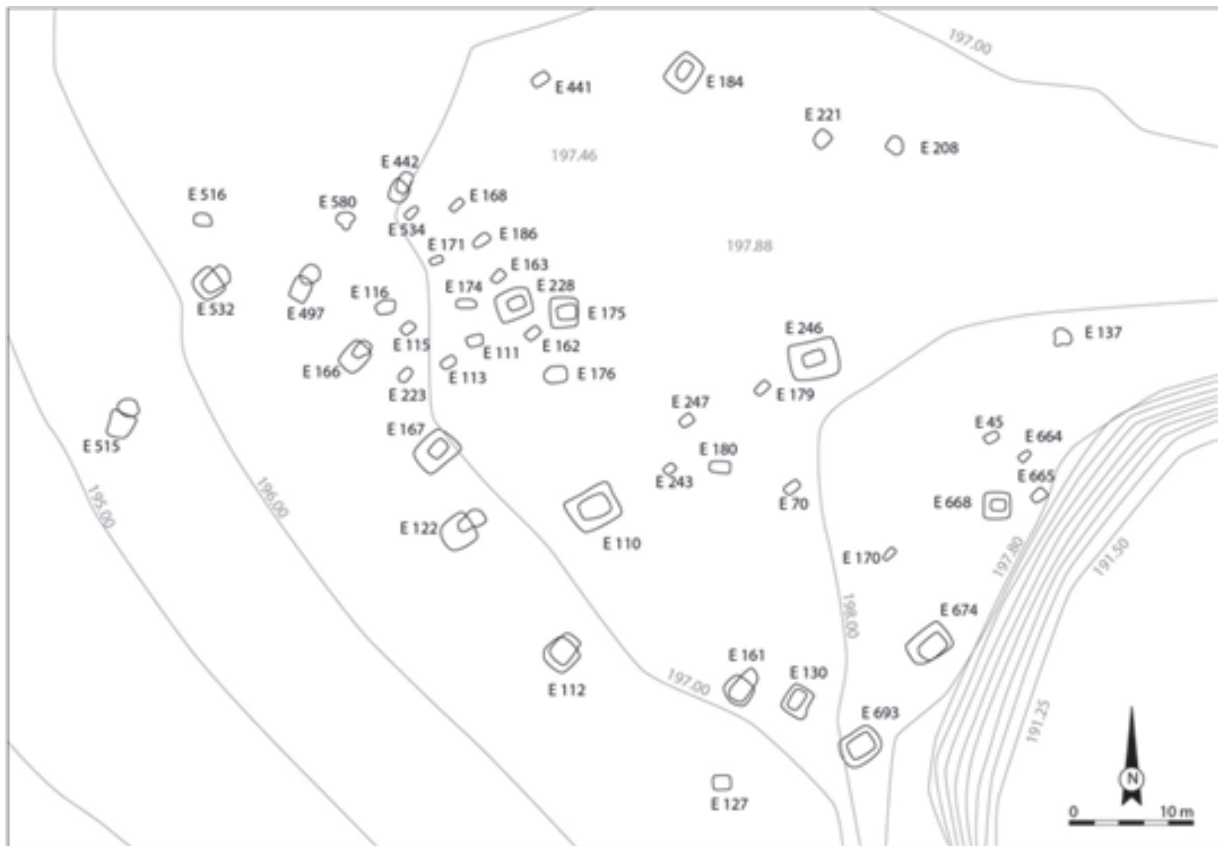 197.00
E 441
E 184
E 221
E 208
197.46
E 442
E 168
E 516
E 580
E 534
E 186
E 171
197.88
E 163
E 174
E 228
E 116
E 175
E 532
E 497
E 246
E 137
E 115
E 111
E 162
E 166
E 113
E 176
E 223
E 179
E 247
E 167
E 45
E 664
E 515
E 180
E 665
E 243
E 668
195.00
196.00
E 70
E 122
E 110
197.80
E 170
191.50
198.00
E 674
E 161
E 130
197.00
E 112
E 693
191.25
N
E 127
0 10 m